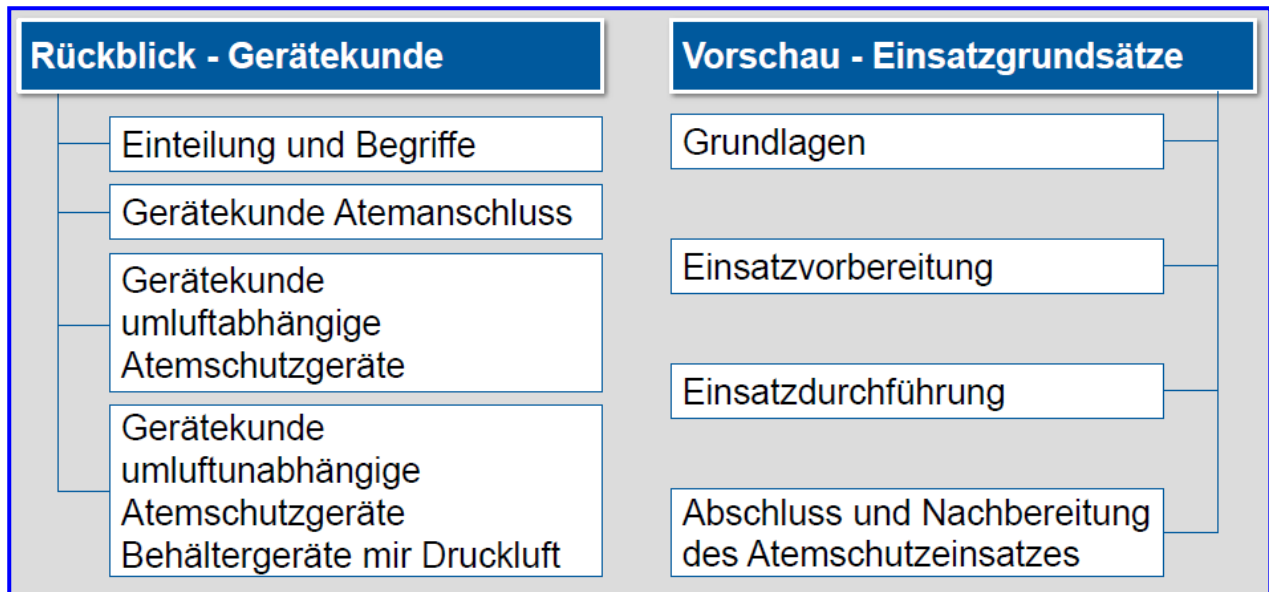 Rückblick - Gerätekunde
Einteilung und Begriffe
Gerätekunde Atemanschluss
Gerätekunde
umluftabhängige
Atemschutzgeräte
Gerätekunde
umluftunabhängige
Atemschutzgeräte
Behältergeräte mir Druckluft
Vorschau - Einsatzgrundsätze
Grundlagen
Einsatzvorbereitung
Einsatzdurchführung
Abschluss und Nachbereitung
des Atemschutzeinsatzes